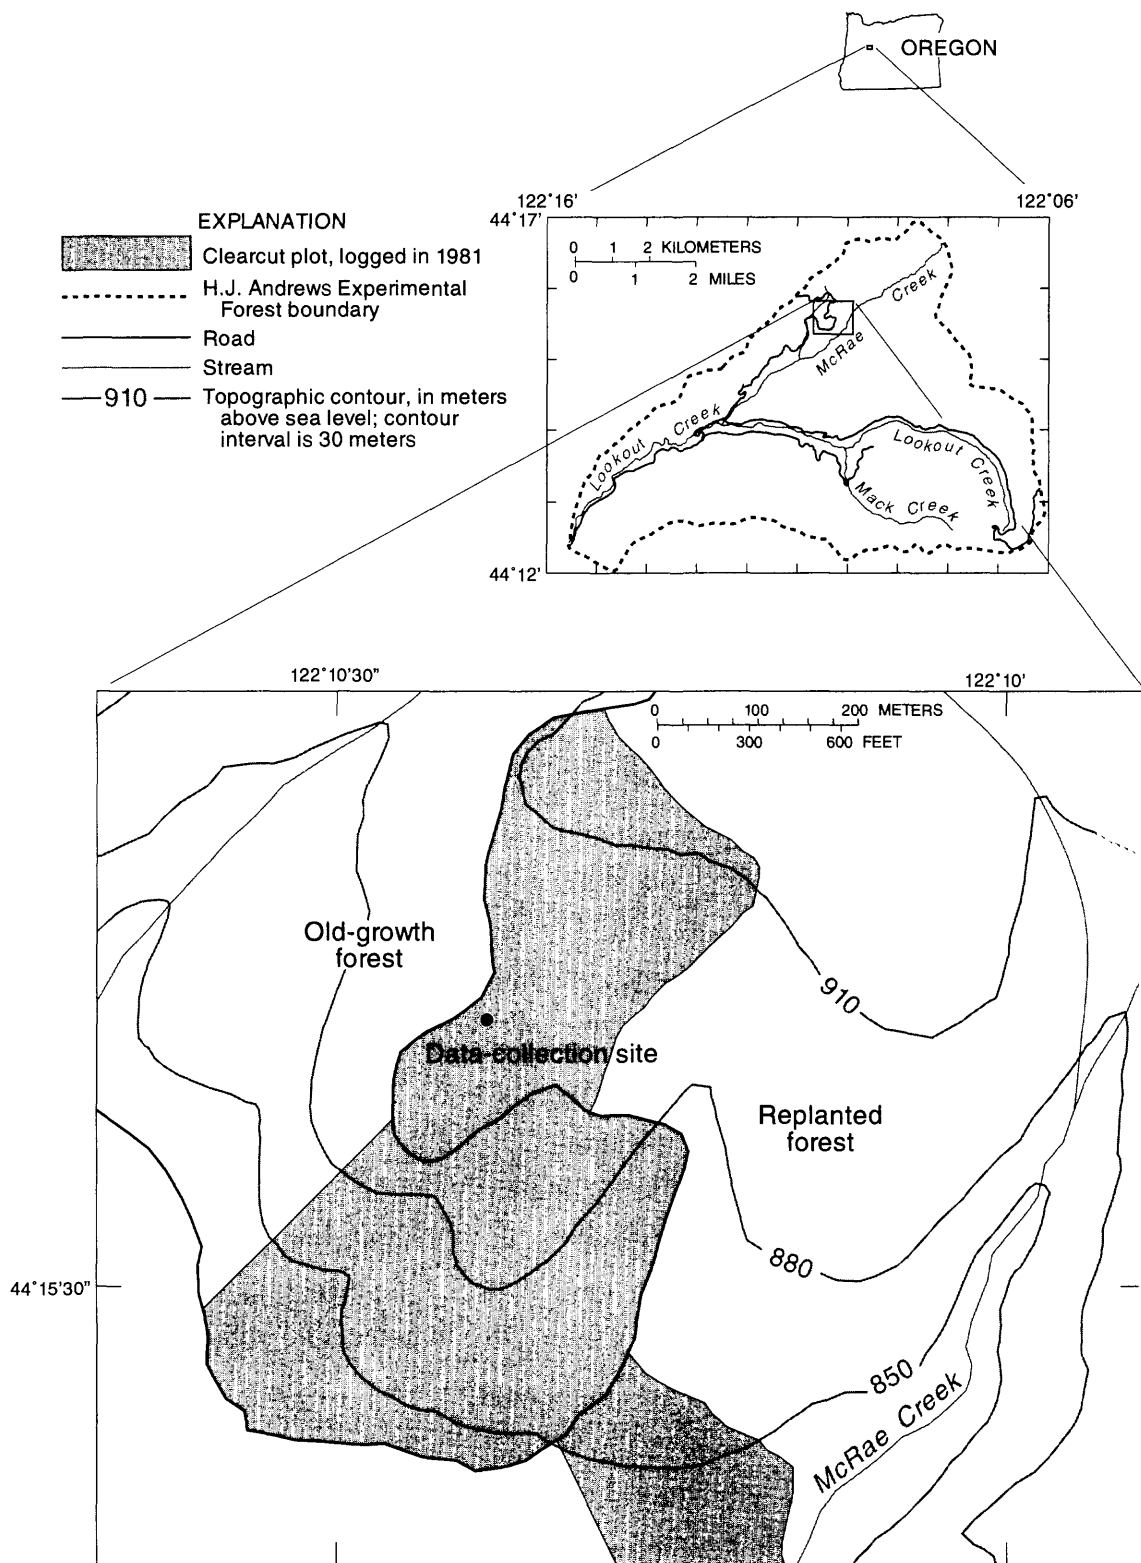 OREGON
122°16'
122°06'
44°17'
0 1 2 KILOMETERS
0 1 2 MILES
Creek
McRae
Lookout Creek
Lookout Creek
Mack Creek
44°12'
EXPLANATION
Clearcut plot, logged in 1981
H.J. Andrews Experimental
Forest boundary
Road
Stream
910
Topographic contour, in meters
above sea level; contour
interval is 30 meters
122°10'30"
122°10'
0 100 200 METERS
0 300 600 FEET
Old-growth
forest
910
Data-collection site
Replanted
forest
880
44°15'30"
850
McRae Creek